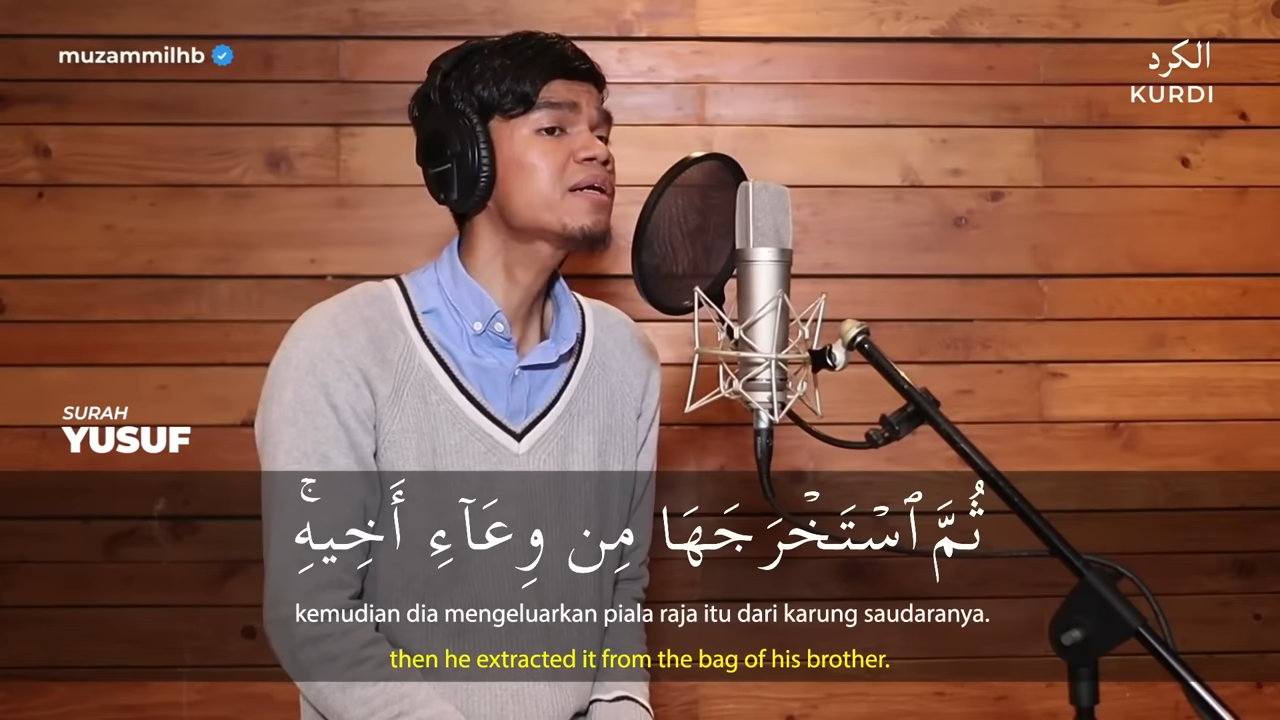 muzammilhb
الكرد
KURDI
SURAH
YUSUF
ثُمَّ ٱسْتَخْرَجَهَا مِن وِعَآءِ أَخِيهِۚ
kemudian dia mengeluarkan piala raja itu dari karung saudaranya.
then he extracted it from the bag of his brother.